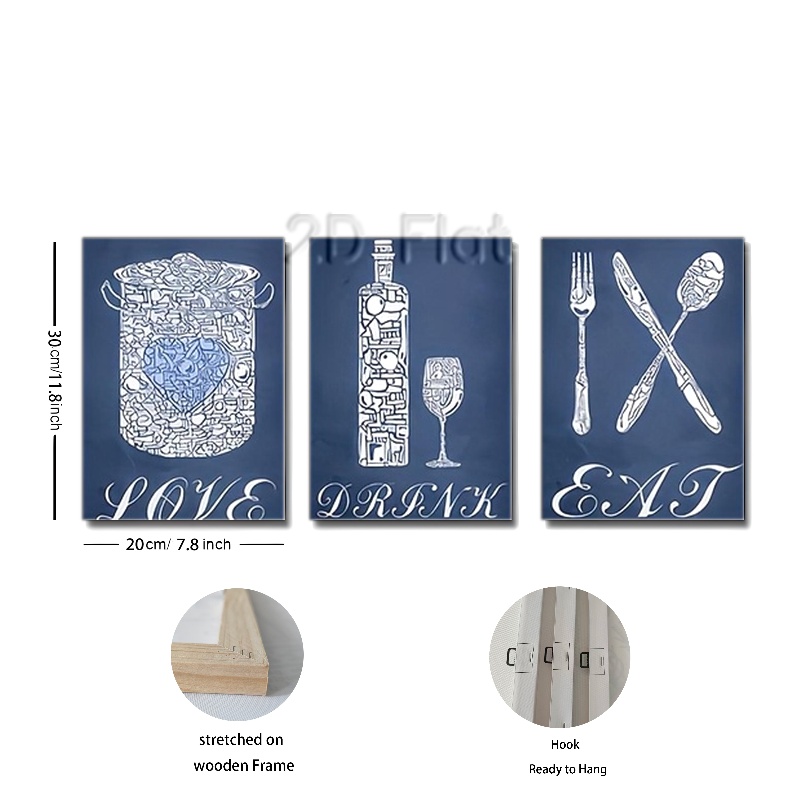 2D Flat
LOVE
DRINK
EAT
30cm/11.8inch
20cm/ 7.8 inch
stretched on
wooden Frame
Hook
Ready to Hang